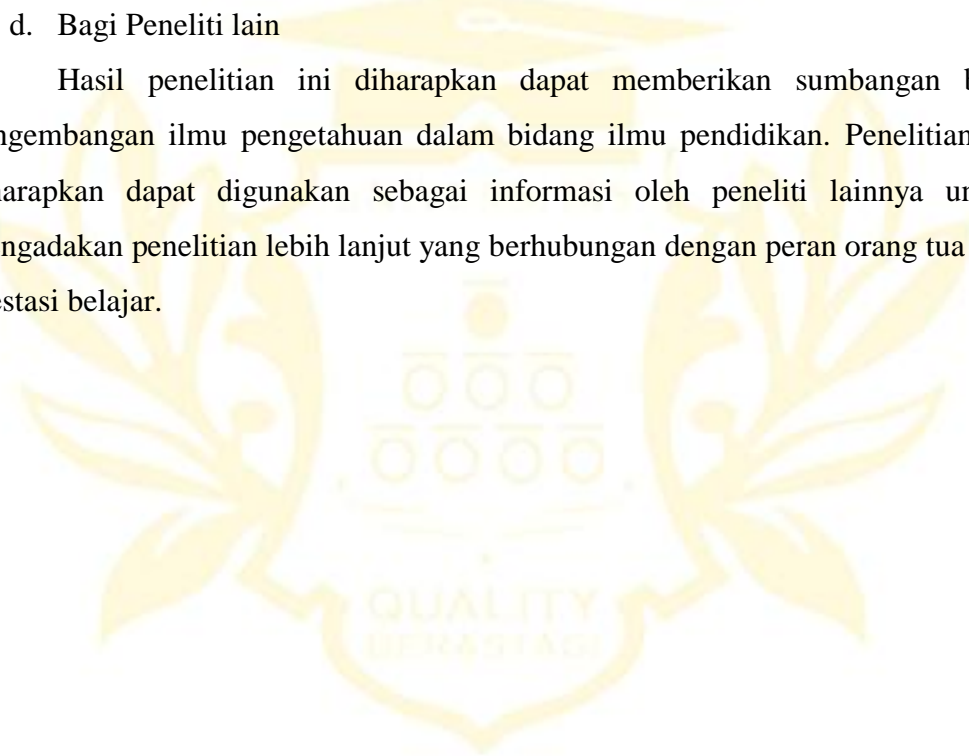 d. Bagi Peneliti lain
Hasil penelitian ini diharapkan dapat memberikan sumbangan
ngembangan ilmu pengetahuan dalam bidang ilmu pendidikan. Penelitian
harapkan dapat digunakan sebagai informasi oleh peneliti lainnya
ngadakan penelitian lebih lanjut yang berhubungan dengan peran orang tua
estasi belajar.
QUALITY
BERASTAGI